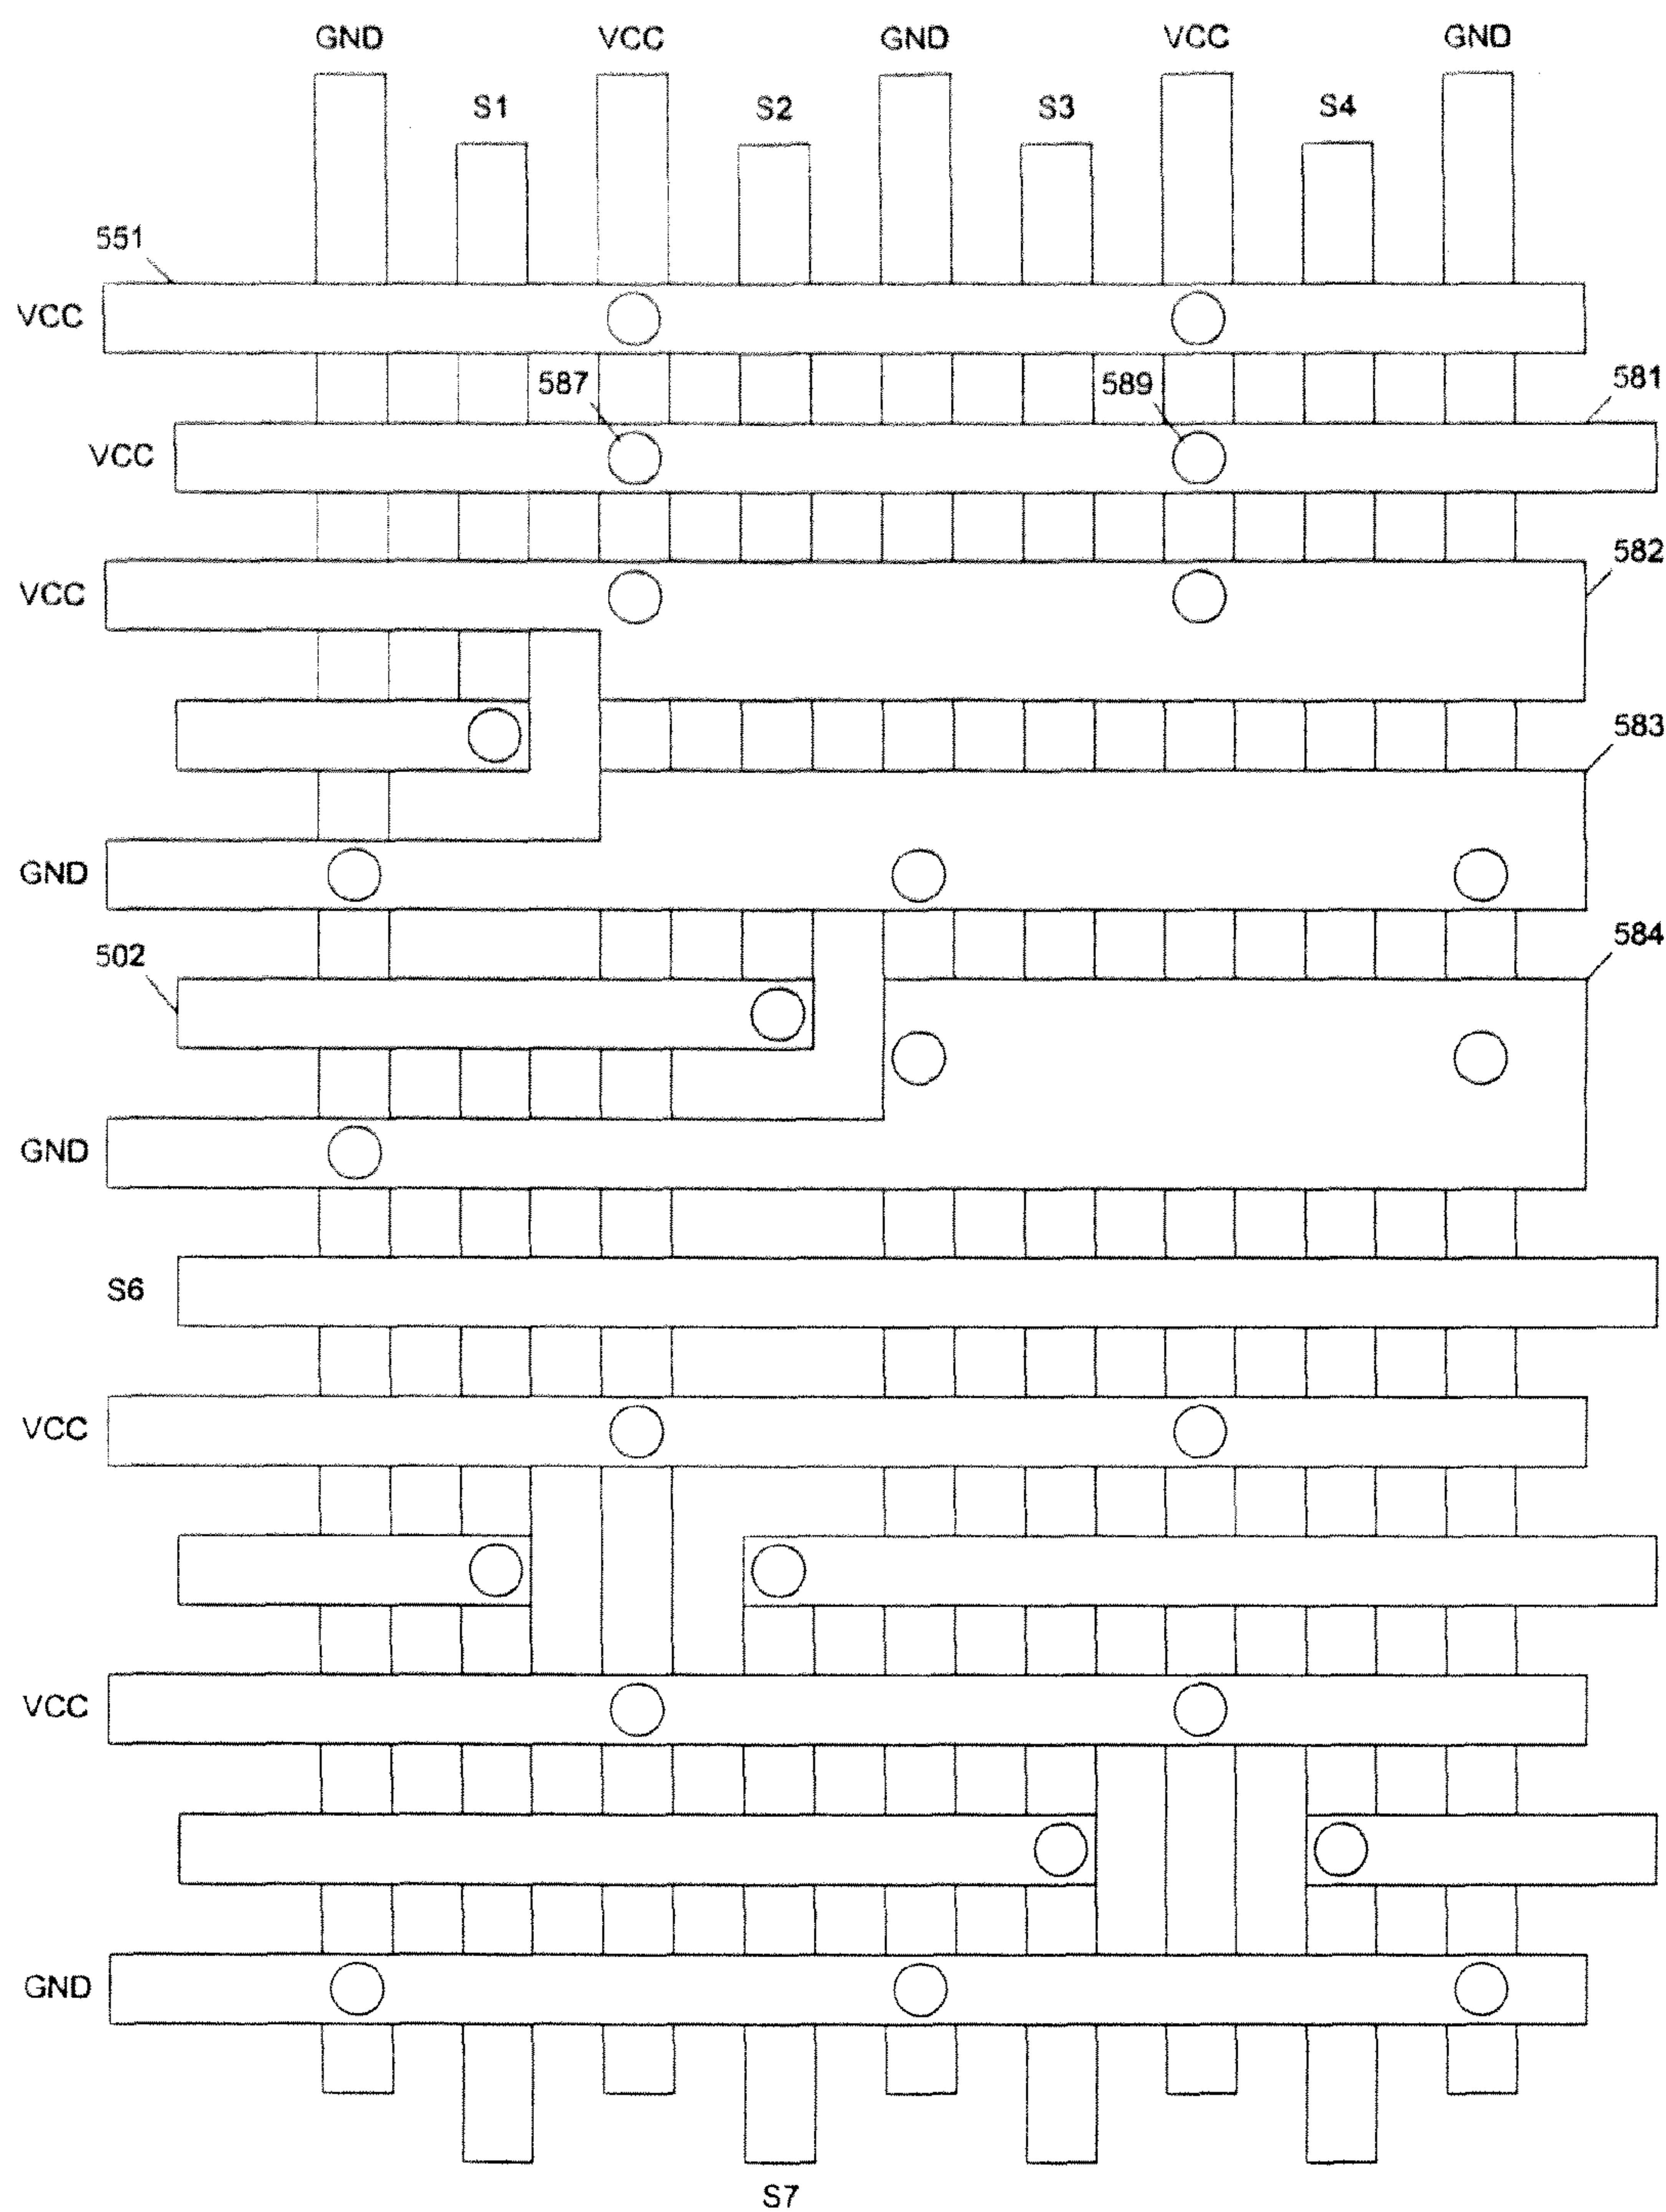 GND VCC GND VCC GND
S1 S2 S3 S4
551
VCC
587 589 581
VCC
582
VCC
583
GND
584
502
GND
S6
VCC
VCC
GND
S7